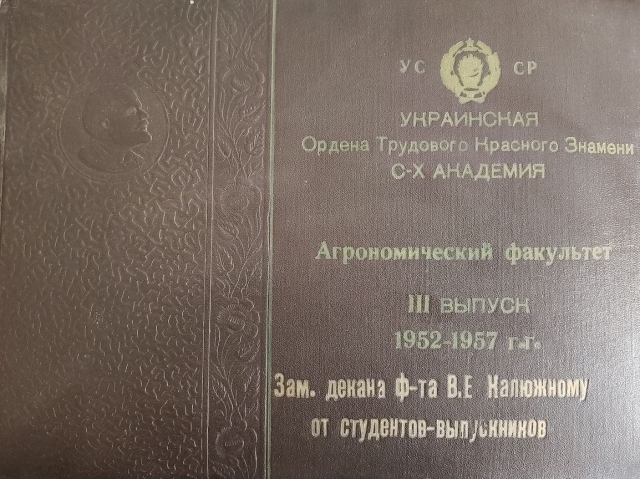 УС СР
УКРАИНСКАЯ
Ордена Трудового Красного Знамени
С-Х АКАДЕМИЯ
Агрономический факультет
III ВЫПУСК
1952-1957 г.г.
Зам. декана ф-та В.Е Калюжному
от студентов-выпускников